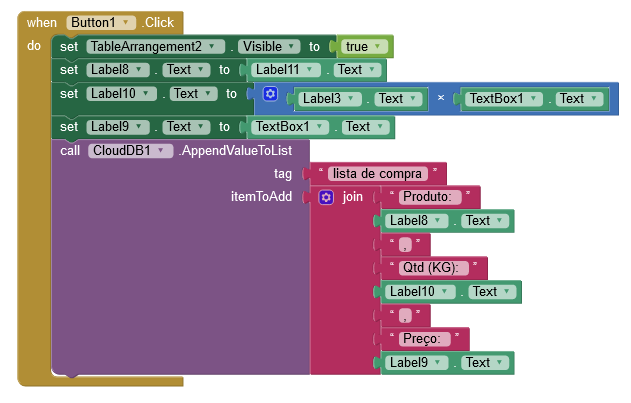 when Button1 .Click
do set TableArrangement2 . Visible to true
set Label8 . Text to Label11 . Text
set Label10 . Text to Label3 . Text × TextBox1 . Text
set Label9 . Text to TextBox1 . Text
call CloudDB1 .AppendValueToList
tag “ lista de compra ”
itemToAdd join “ Produto: ”
Label8 . Text
“ , ”
“ Qtd (KG): ”
Label10 . Text
“ , ”
“ Preço: ”
Label9 . Text